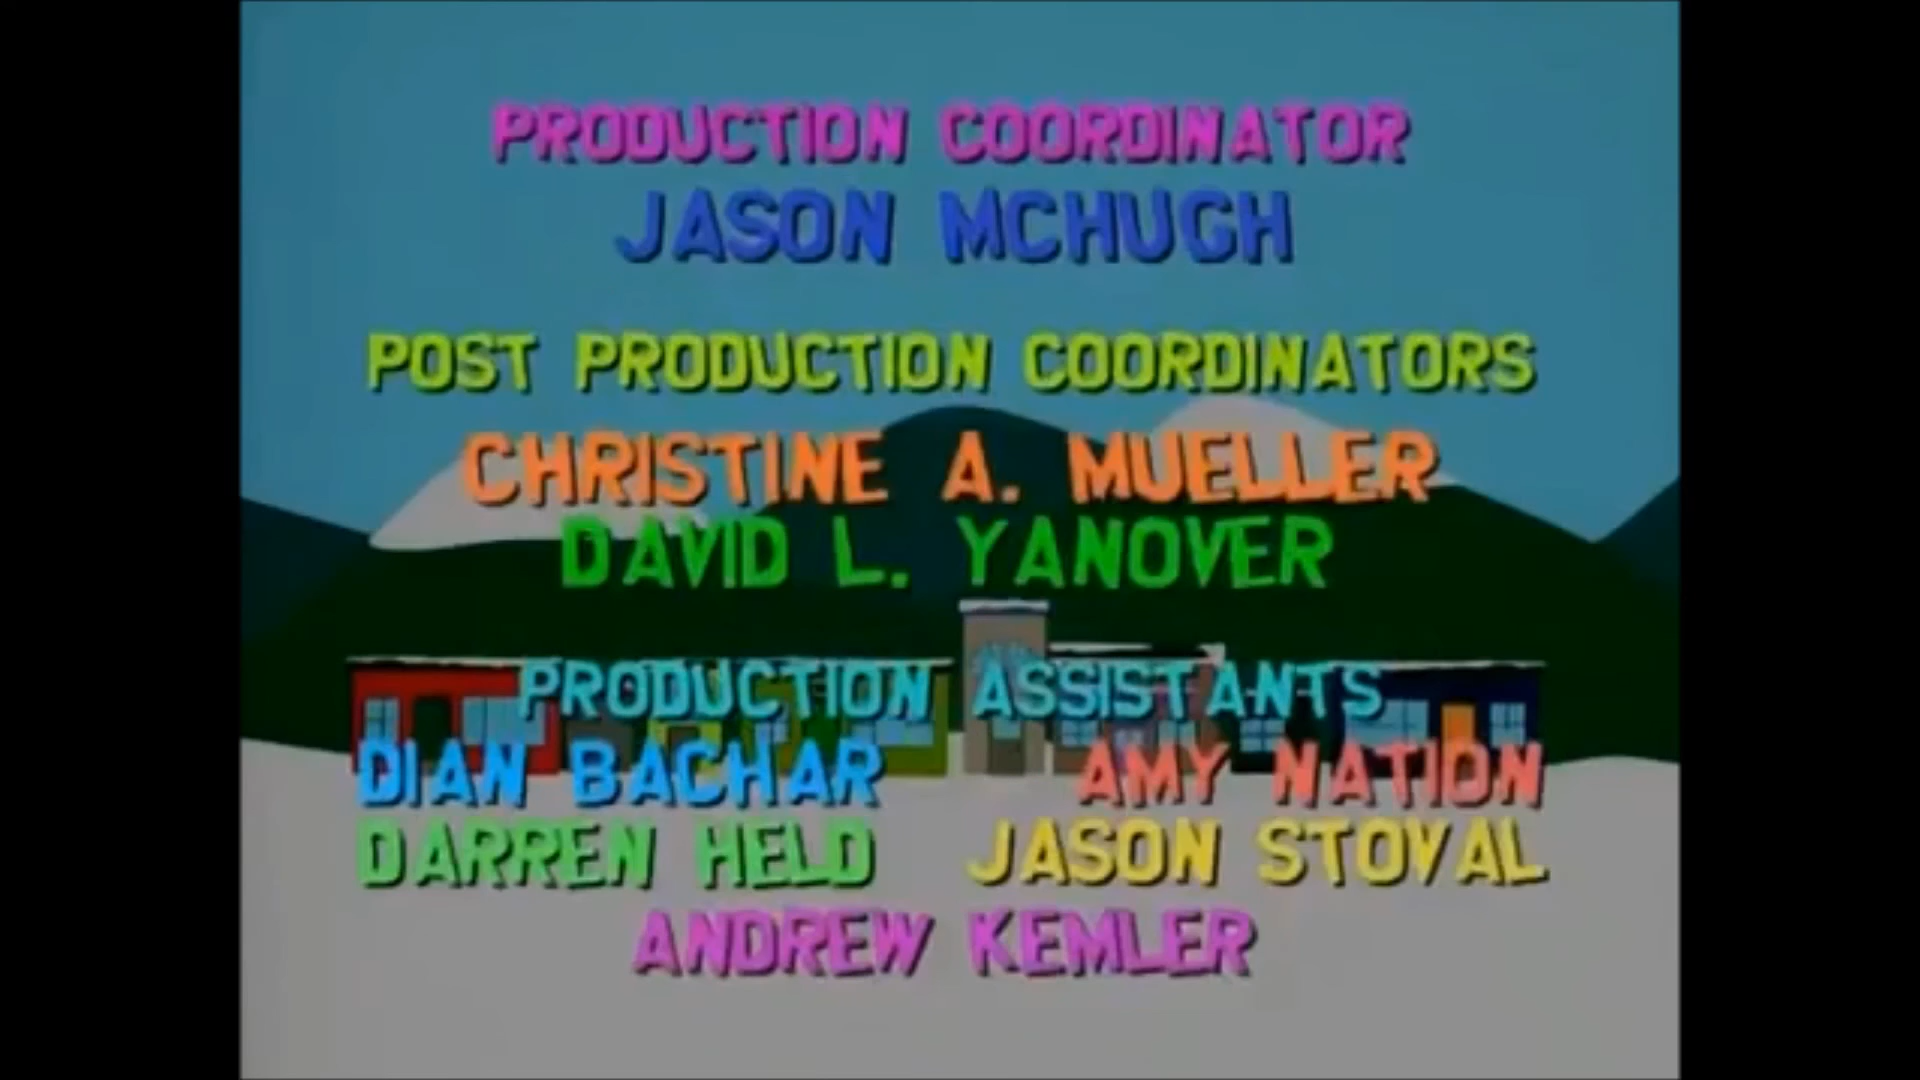 PRODUCTION COORDINATOR
JASON MCHUGH
POST PRODUCTION COORDINATORS
CHRISTINE A. MUELLER
DAVID L. YANOVER
PRODUCTION ASSISTANTS
DIAN BACHAR AMY NATION
DARREN HELD JASON STOVAL
ANDREW KEMLER